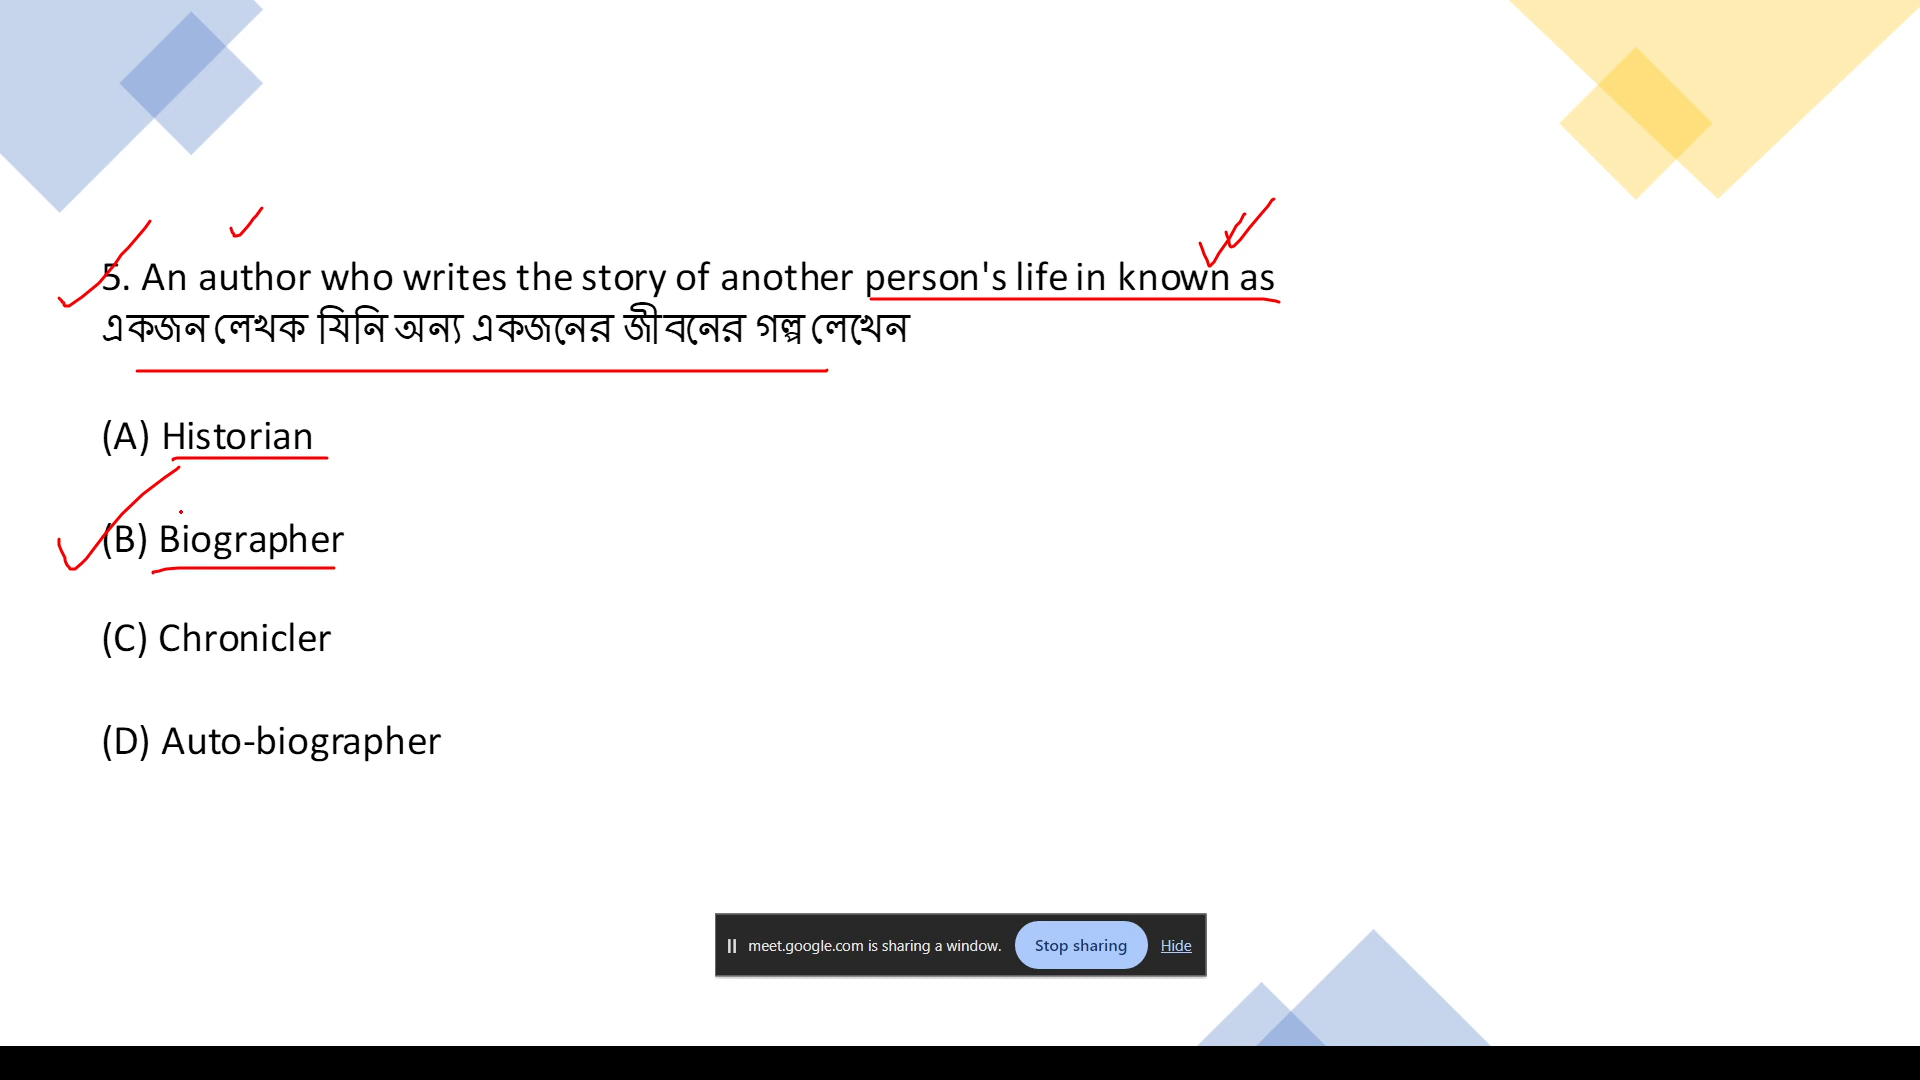 5. An author who writes the story of another person's life in known as
একজন লেখক যিনি অন্য একজনের জীবনের গল্প লেখেন
(A) Historian
(B) Biographer
(C) Chronicler
(D) Auto-biographer
meet.google.com is sharing a window. Stop sharing Hide